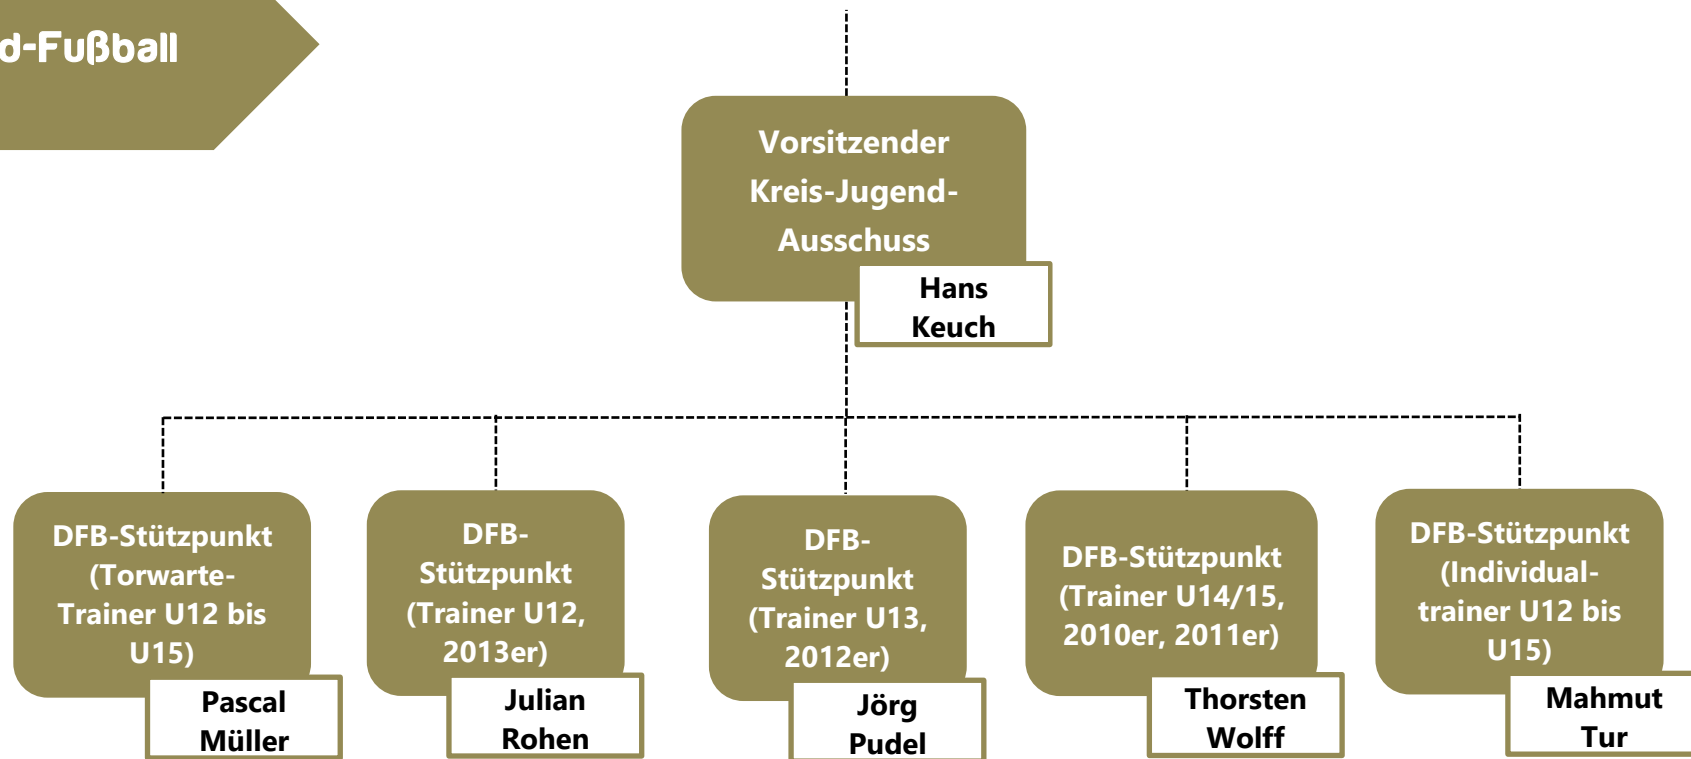 d-Fußball
Vorsitzender
Kreis-Jugend-
Ausschuss
Hans
Keuch
DFB-Stützpunkt
(Torwarte-
Trainer U12 bis
U15)
Pascal
Müller
DFB-
Stützpunkt
(Trainer U12,
2013er)
Julian
Rohen
DFB-
Stützpunkt
(Trainer U13,
2012er)
Jörg
Pudel
DFB-Stützpunkt
(Trainer U14/15,
2010er, 2011er)
Thorsten
Wolff
DFB-Stützpunkt
(Individual-
trainer U12 bis
U15)
Mahmut
Tur